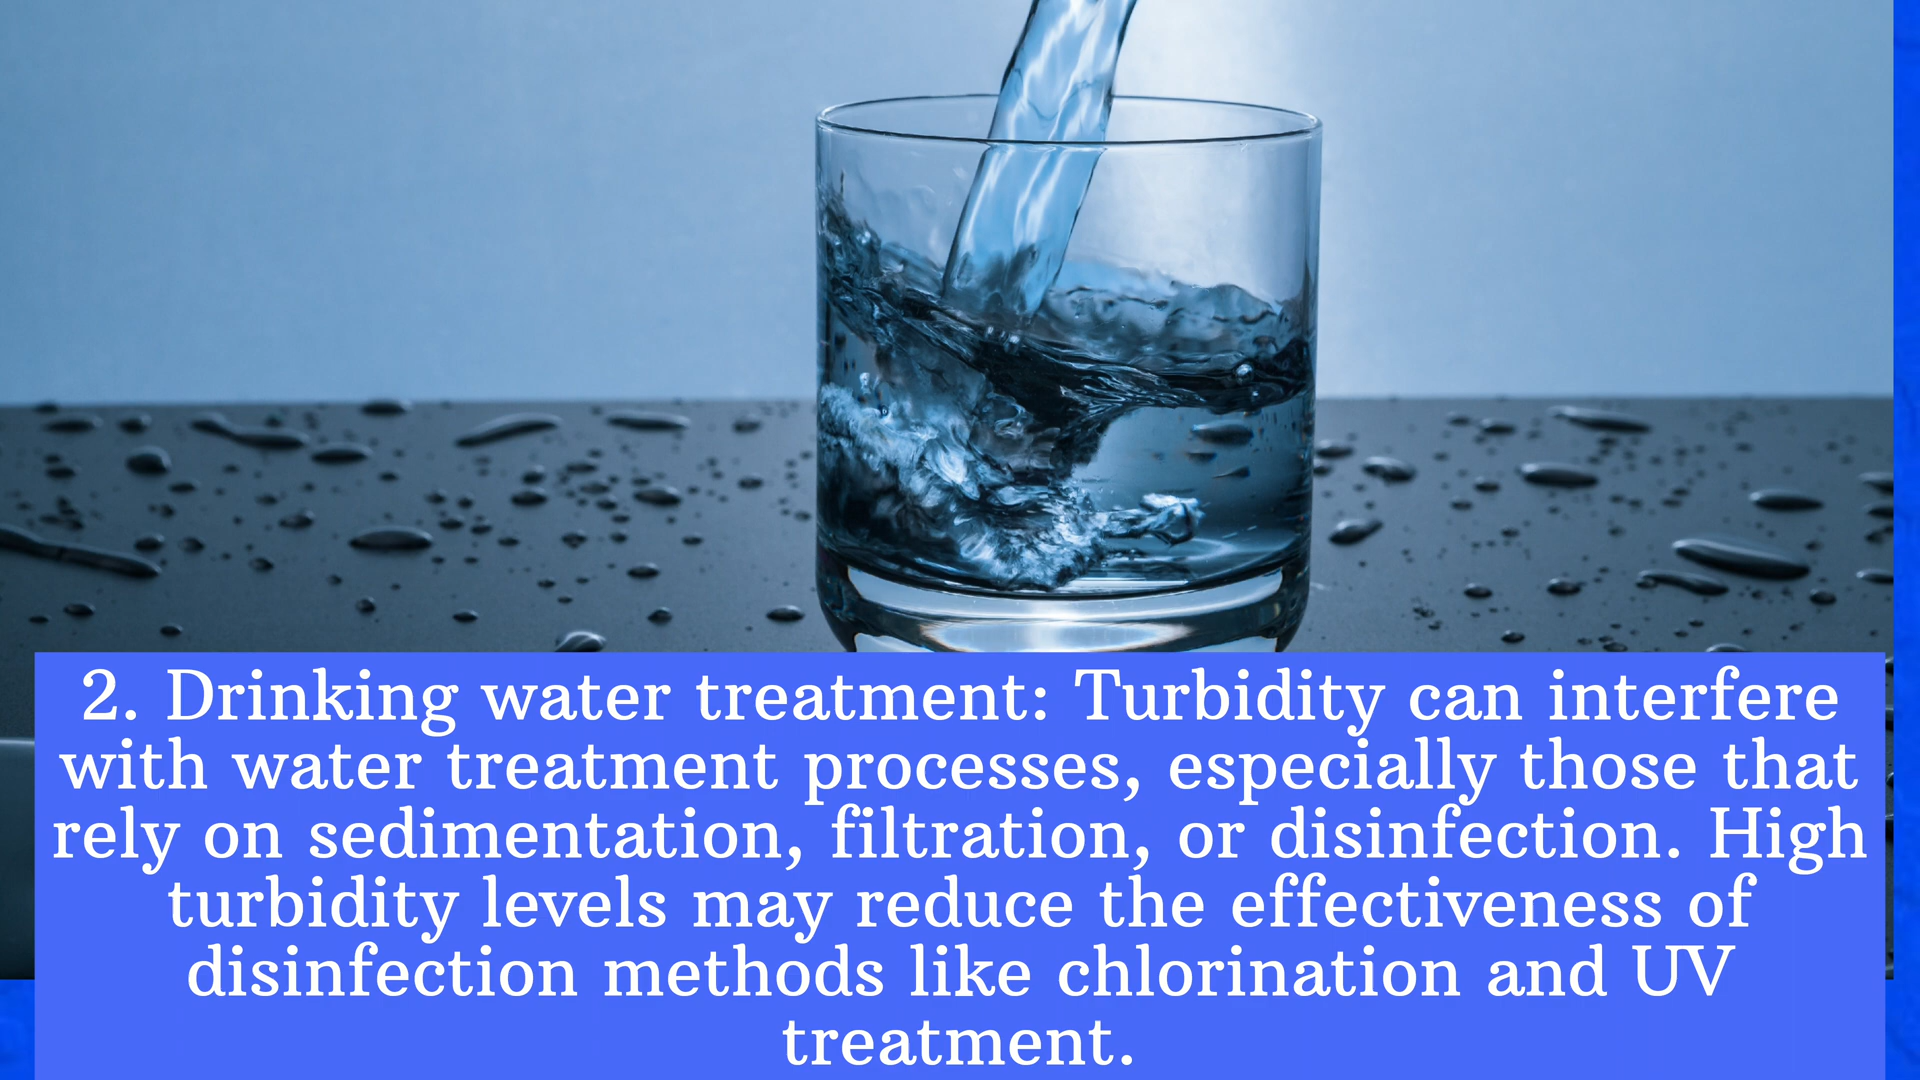 2. Drinking water treatment: Turbidity can interfere
with water treatment processes, especially those that
rely on sedimentation, filtration, or disinfection. High
turbidity levels may reduce the effectiveness of
disinfection methods like chlorination and UV
treatment.